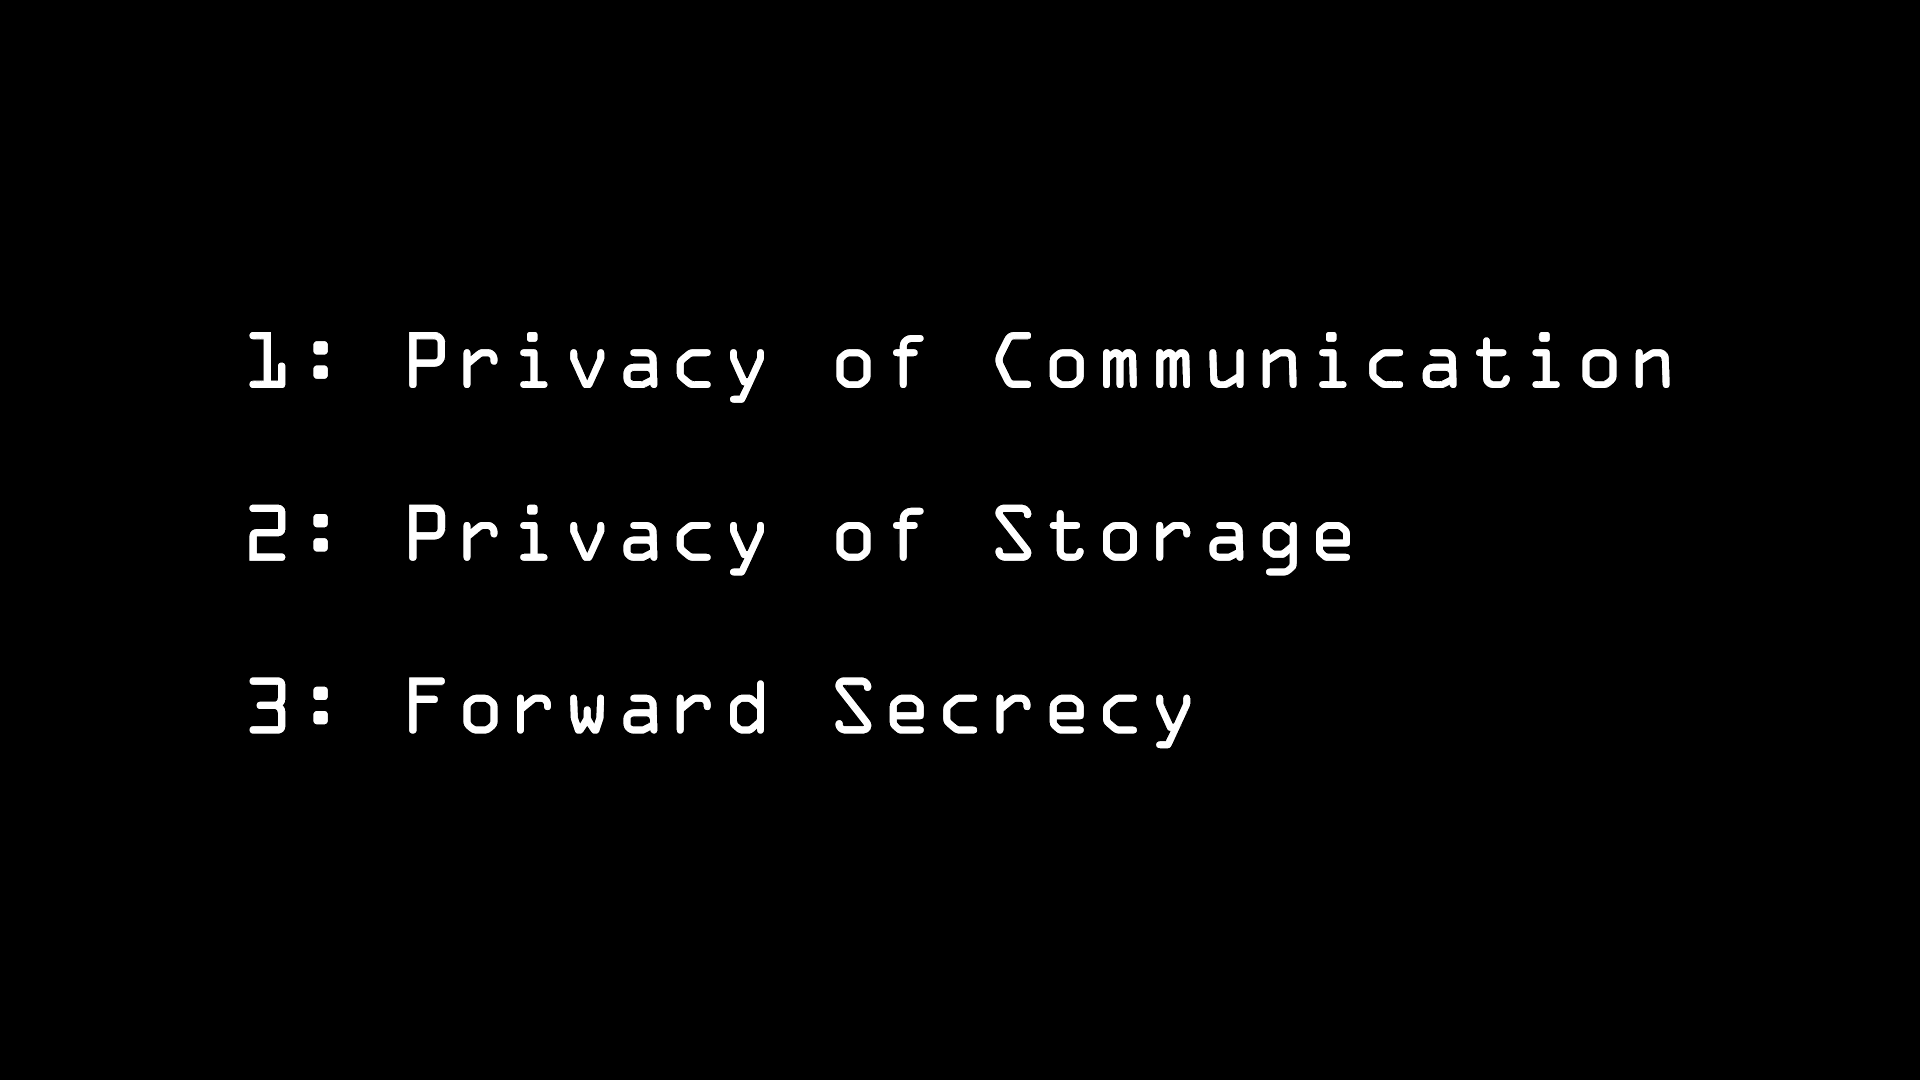 1: Privacy of Communication
2: Privacy of Storage
3: Forward Secrecy